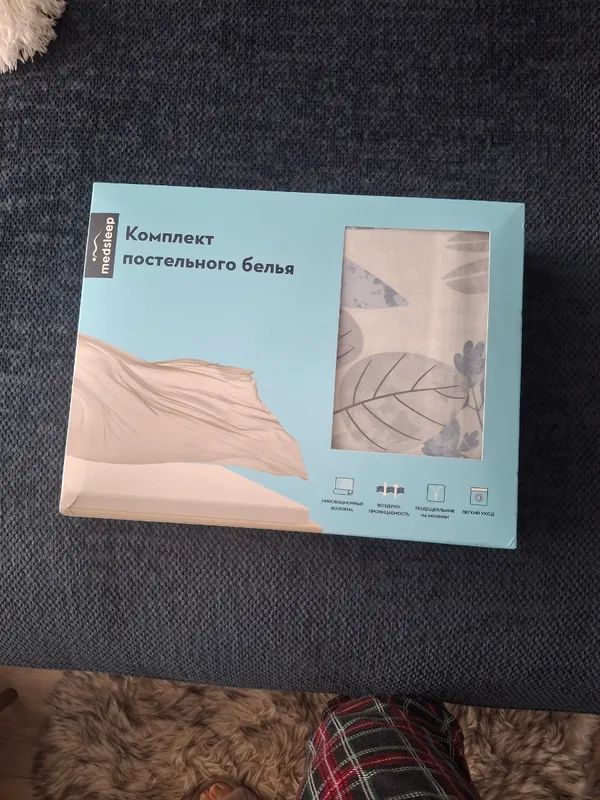 medsleep
Комплект
постельного белья
ИННОВАЦИОННЫЕ
ВОЛОКНА
ВОЗДУХО-
ПРОНИЦАЕМОСТЬ
ПОДОДЕЯЛЬНИК
НА МОЛНИИ
ЛЕГКИЙ УХОД